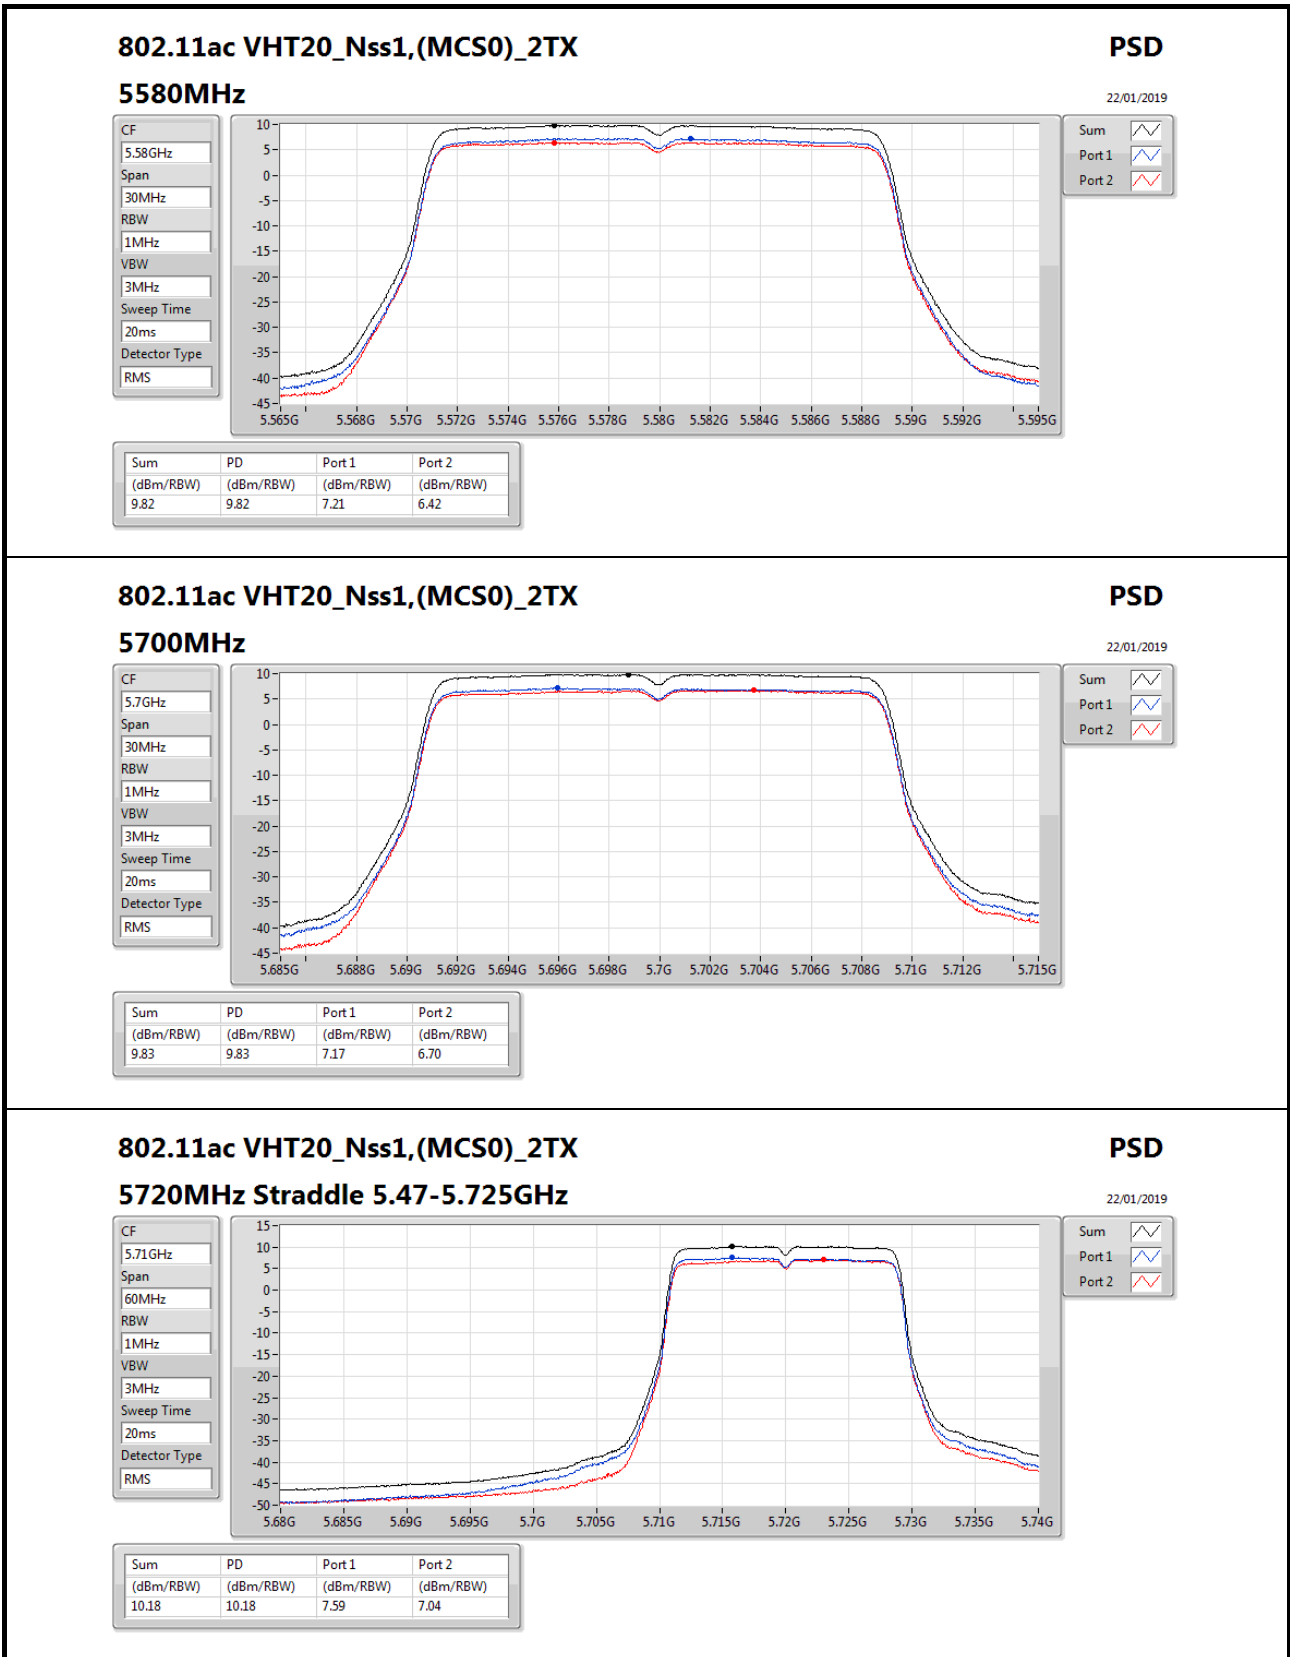 802.11ac VHT20_Nss1,(MCS0)_2TX PSD
5580MHz 22/01/2019
CF
5.58GHz
Span
30MHz
RBW
1MHz
VBW
3MHz
Sweep Time
20ms
Detector Type
RMS
10
5
0
-5
-10
-15
-20
-25
-30
-35
-40
-45
5.565G 5.568G 5.57G 5.572G 5.574G 5.576G 5.578G 5.58G 5.582G 5.584G 5.586G 5.588G 5.59G 5.592G 5.595G
Sum
Port 1
Port 2
Sum PD Port 1 Port 2
(dBm/RBW) (dBm/RBW) (dBm/RBW) (dBm/RBW)
9.82 9.82 7.21 6.42
802.11ac VHT20_Nss1,(MCS0)_2TX PSD
5700MHz 22/01/2019
CF
5.7GHz
Span
30MHz
RBW
1MHz
VBW
3MHz
Sweep Time
20ms
Detector Type
RMS
10
5
0
-5
-10
-15
-20
-25
-30
-35
-40
-45
5.685G 5.688G 5.69G 5.692G 5.694G 5.696G 5.698G 5.7G 5.702G 5.704G 5.706G 5.708G 5.71G 5.712G 5.715G
Sum
Port 1
Port 2
Sum PD Port 1 Port 2
(dBm/RBW) (dBm/RBW) (dBm/RBW) (dBm/RBW)
9.83 9.83 7.17 6.70
802.11ac VHT20_Nss1,(MCS0)_2TX PSD
5720MHz Straddle 5.47-5.725GHz 22/01/2019
CF
5.71GHz
Span
60MHz
RBW
1MHz
VBW
3MHz
Sweep Time
20ms
Detector Type
RMS
15
10
5
0
-5
-10
-15
-20
-25
-30
-35
-40
-45
-50
5.68G 5.685G 5.69G 5.695G 5.7G 5.705G 5.71G 5.715G 5.72G 5.725G 5.73G 5.735G 5.74G
Sum
Port 1
Port 2
Sum PD Port 1 Port 2
(dBm/RBW) (dBm/RBW) (dBm/RBW) (dBm/RBW)
10.18 10.18 7.59 7.04